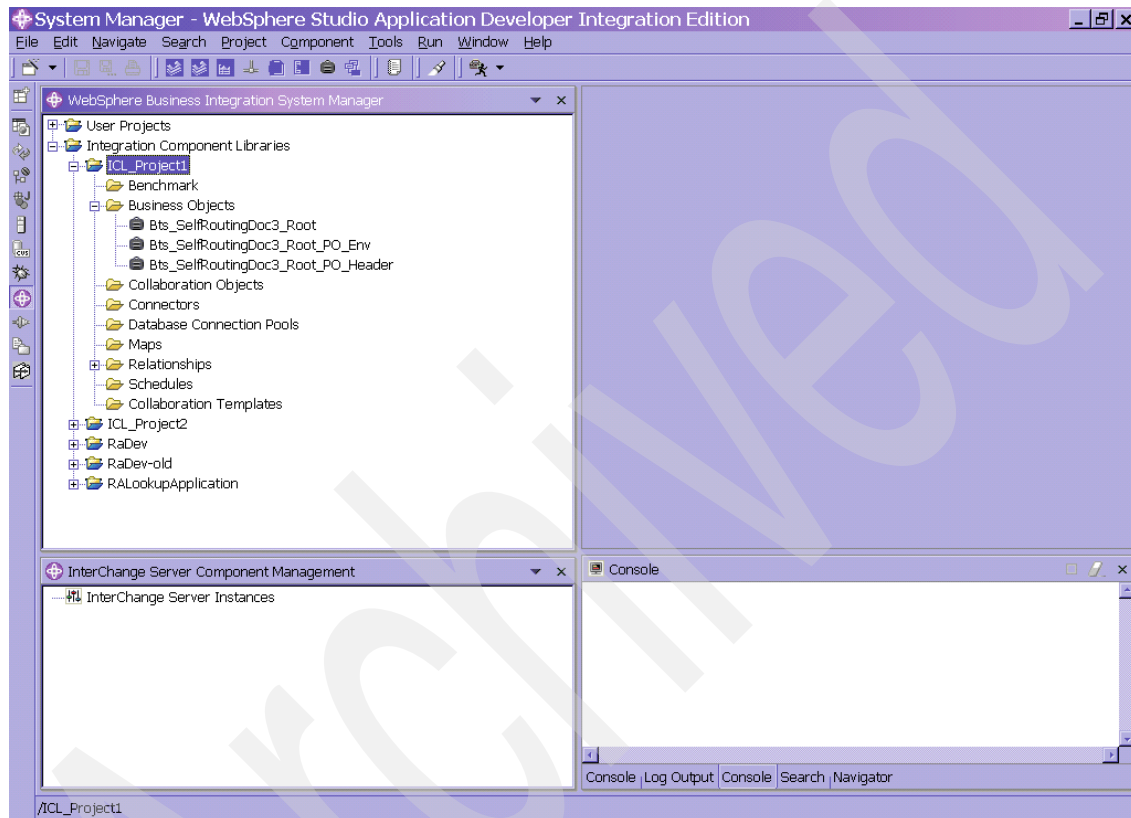 System Manager - WebSphere Studio Application Developer Integration Edition
File Edit Navigate Search Project Component Tools Run Window Help
WebSphere Business Integration System Manager
User Projects
Integration Component Libraries
ICL_Project1
Benchmark
Business Objects
Bts_SelfRoutingDoc3_Root
Bts_SelfRoutingDoc3_Root_PO_Env
Bts_SelfRoutingDoc3_Root_PO_Header
Collaboration Objects
Connectors
Database Connection Pools
Maps
Relationships
Schedules
Collaboration Templates
ICL_Project2
RaDev
RaDev-old
RALookupApplication
InterChange Server Component Management
InterChange Server Instances
Console
Console Log Output Console Search Navigator
/ICL_Project1
Archived